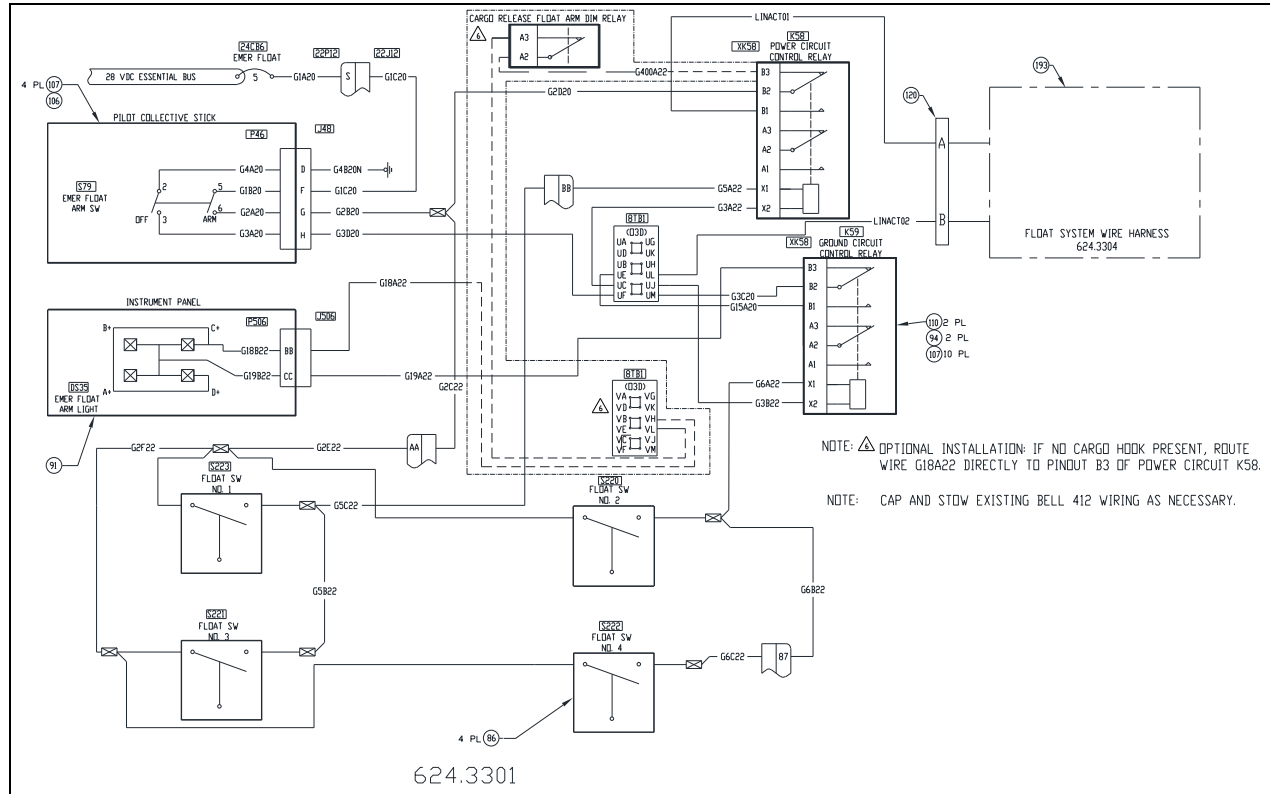 CARGO RELEASE FLOAT ARM DIM RELAY
6
A3
A2
G400A22
LINACT01
24CB6
EMER FLOAT
22P12
22J12
28 VDC ESSENTIAL BUS
5
G1A20
S
G1C20
4 PL 107
106
PILOT COLLECTIVE STICK
P46
J48
S79
EMER FLOAT
ARM SW
2
OFF
3
5
ARM
6
G4A20
G1B20
G2A20
G3A20
D
F
G
H
G4B20N
G1C20
G2B20
G3D20
G2D20
XK58
K58
POWER CIRCUIT
CONTROL RELAY
B3
B2
B1
A3
A2
A1
X1
X2
BB
G5A22
G3A22
120
A
B
193
FLOAT SYSTEM WIRE HARNESS
624.3304
LINACT02
8TB1
(03D)
UA UG
UD UK
UB UH
UE UL
UC UJ
UF UM
G3C20
G15A20
XK58
K59
GROUND CIRCUIT
CONTROL RELAY
B3
B2
B1
A3
A2
A1
X1
X2
110 2 PL
94 2 PL
107 10 PL
G6A22
G3B22
INSTRUMENT PANEL
P506
J506
B+
C+
A+
D+
G18B22
G19B22
BB
CC
DS35
EMER FLOAT
ARM LIGHT
91
G18A22
G19A22
G2C22
8TB1
(03D)
VA VG
VD VK
VB VH
VE VL
VC VJ
VF VM
6
G2F22
G2E22
AA
S223
FLOAT SW
NO. 1
G5C22
S220
FLOAT SW
NO. 2
G5B22
S221
FLOAT SW
NO. 3
S222
FLOAT SW
NO. 4
G6B22
G6C22
87
4 PL 86
NOTE: 6 OPTIONAL INSTALLATION: IF NO CARGO HOOK PRESENT, ROUTE
WIRE G18A22 DIRECTLY TO PINOUT B3 OF POWER CIRCUIT K58.
NOTE: CAP AND STOW EXISTING BELL 412 WIRING AS NECESSARY.
624.3301